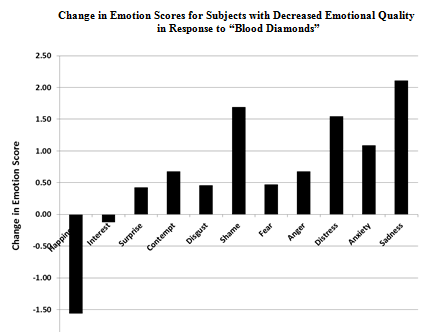 Change in Emotion Scores for Subjects with Decreased Emotional Quality
in Response to “Blood Diamonds”
Change in Emotion Score
2.50
2.00
1.50
1.00
0.50
0.00
-0.50
-1.00
-1.50
Interest
Surprise
Contempt
Disgust
Shame
Fear
Anger
Distress
Anxiety
Sadness